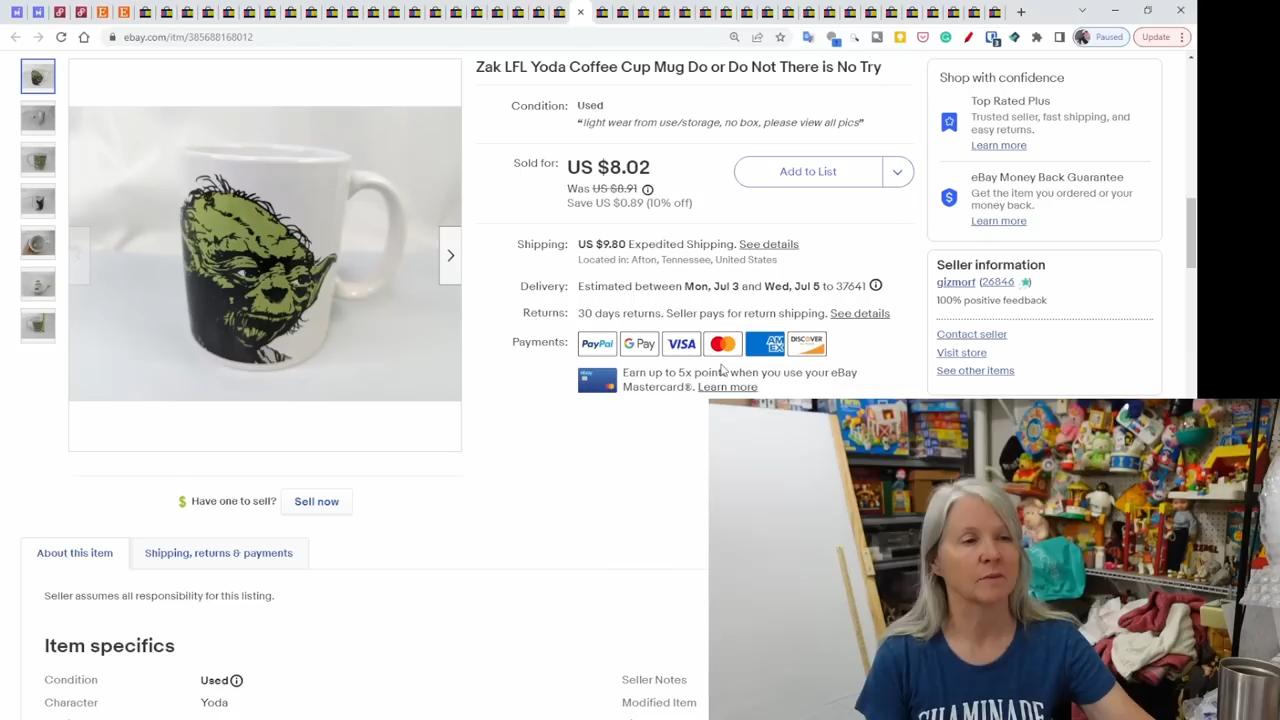 ebay.com/itm/385688168012
Paused
Update
Zak LFL Yoda Coffee Cup Mug Do or Do Not There is No Try
Condition: Used
“light wear from use/storage, no box, please view all pics”
Sold for: US $8.02
Was US $8.91
Save US $0.89 (10% off)
Add to List
Shipping: US $9.80 Expedited Shipping. See details
Located in: Afton, Tennessee, United States
Delivery: Estimated between Mon, Jul 3 and Wed, Jul 5 to 37641
Returns: 30 days returns. Seller pays for return shipping. See details
Payments: PayPal G Pay VISA AM EX DISCOVER
Earn up to 5x points when you use your eBay
Mastercard®. Learn more
Shop with confidence
Top Rated Plus
Trusted seller, fast shipping, and
easy returns.
Learn more
eBay Money Back Guarantee
Get the item you ordered or your
money back.
Learn more
Seller information
gizmorf (26846)
100% positive feedback
Contact seller
Visit store
See other items
Have one to sell? Sell now
About this item
Shipping, returns & payments
Seller assumes all responsibility for this listing.
Item specifics
Condition Used
Seller Notes
Character Yoda
Modified Item
CHAMINADE